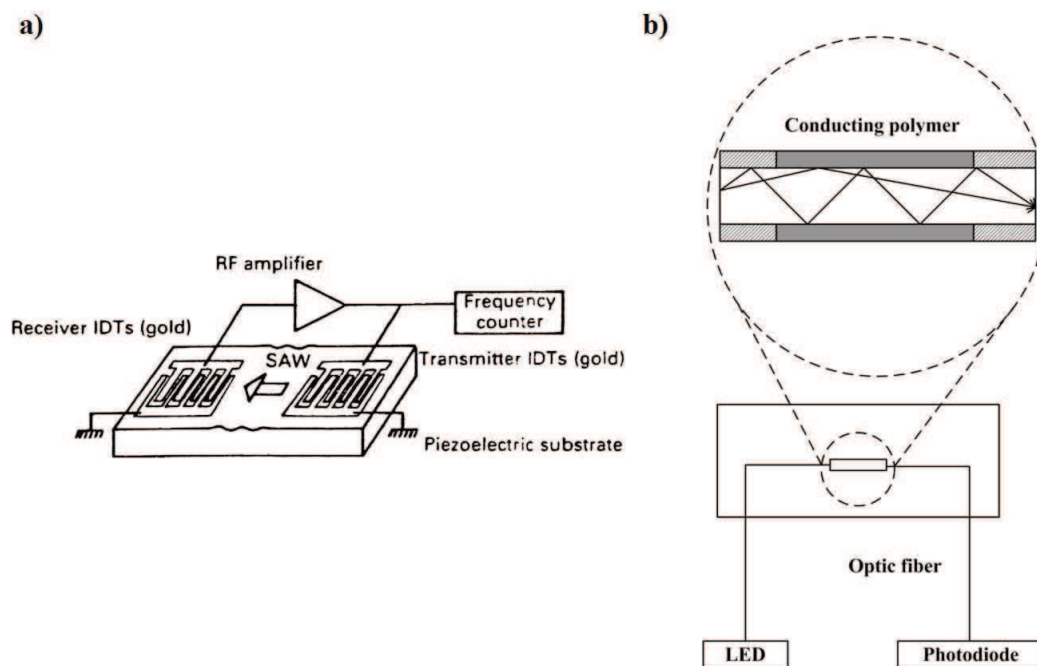 a)
RF amplifier
Frequency
counter
Receiver IDTs (gold)
SAW
Transmitter IDTs (gold)
Piezoelectric substrate
b)
Conducting polymer
Optic fiber
LED
Photodiode